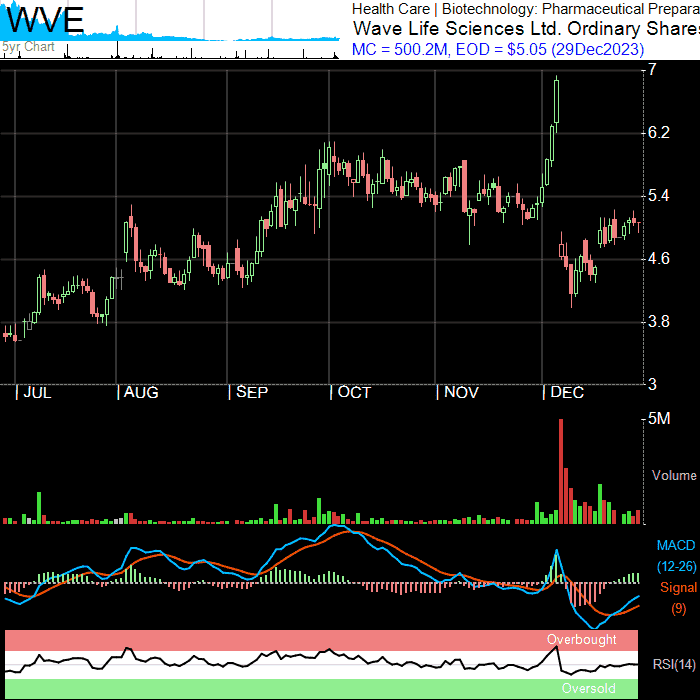 WVE
5yr Chart
Health Care | Biotechnology: Pharmaceutical Prepara
Wave Life Sciences Ltd. Ordinary Shares
MC = 500.2M, EOD = $5.05 (29Dec2023)
7
6.2
5.4
4.6
3.8
3
JUL AUG SEP OCT NOV DEC
5M
Volume
MACD
(12-26)
Signal
(9)
Overbought
RSI(14)
Oversold